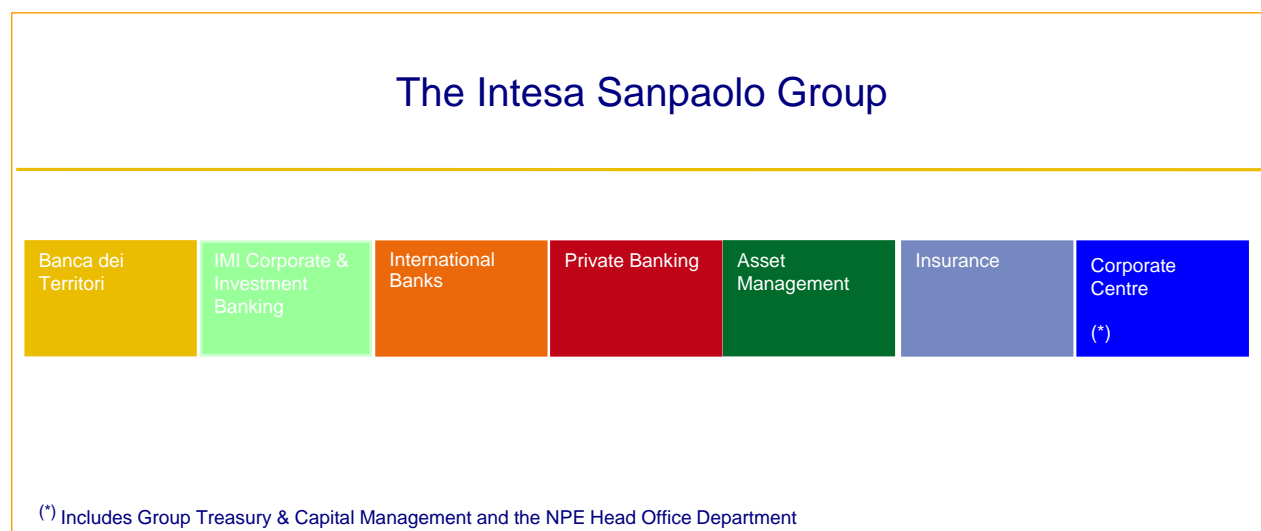 The Intesa Sanpaolo Group
Banca dei
Territori
IMI Corporate &
Investment
Banking
International
Banks
Private Banking
Asset
Management
Insurance
Corporate
Centre
(*)
(*) Includes Group Treasury & Capital Management and the NPE Head Office Department